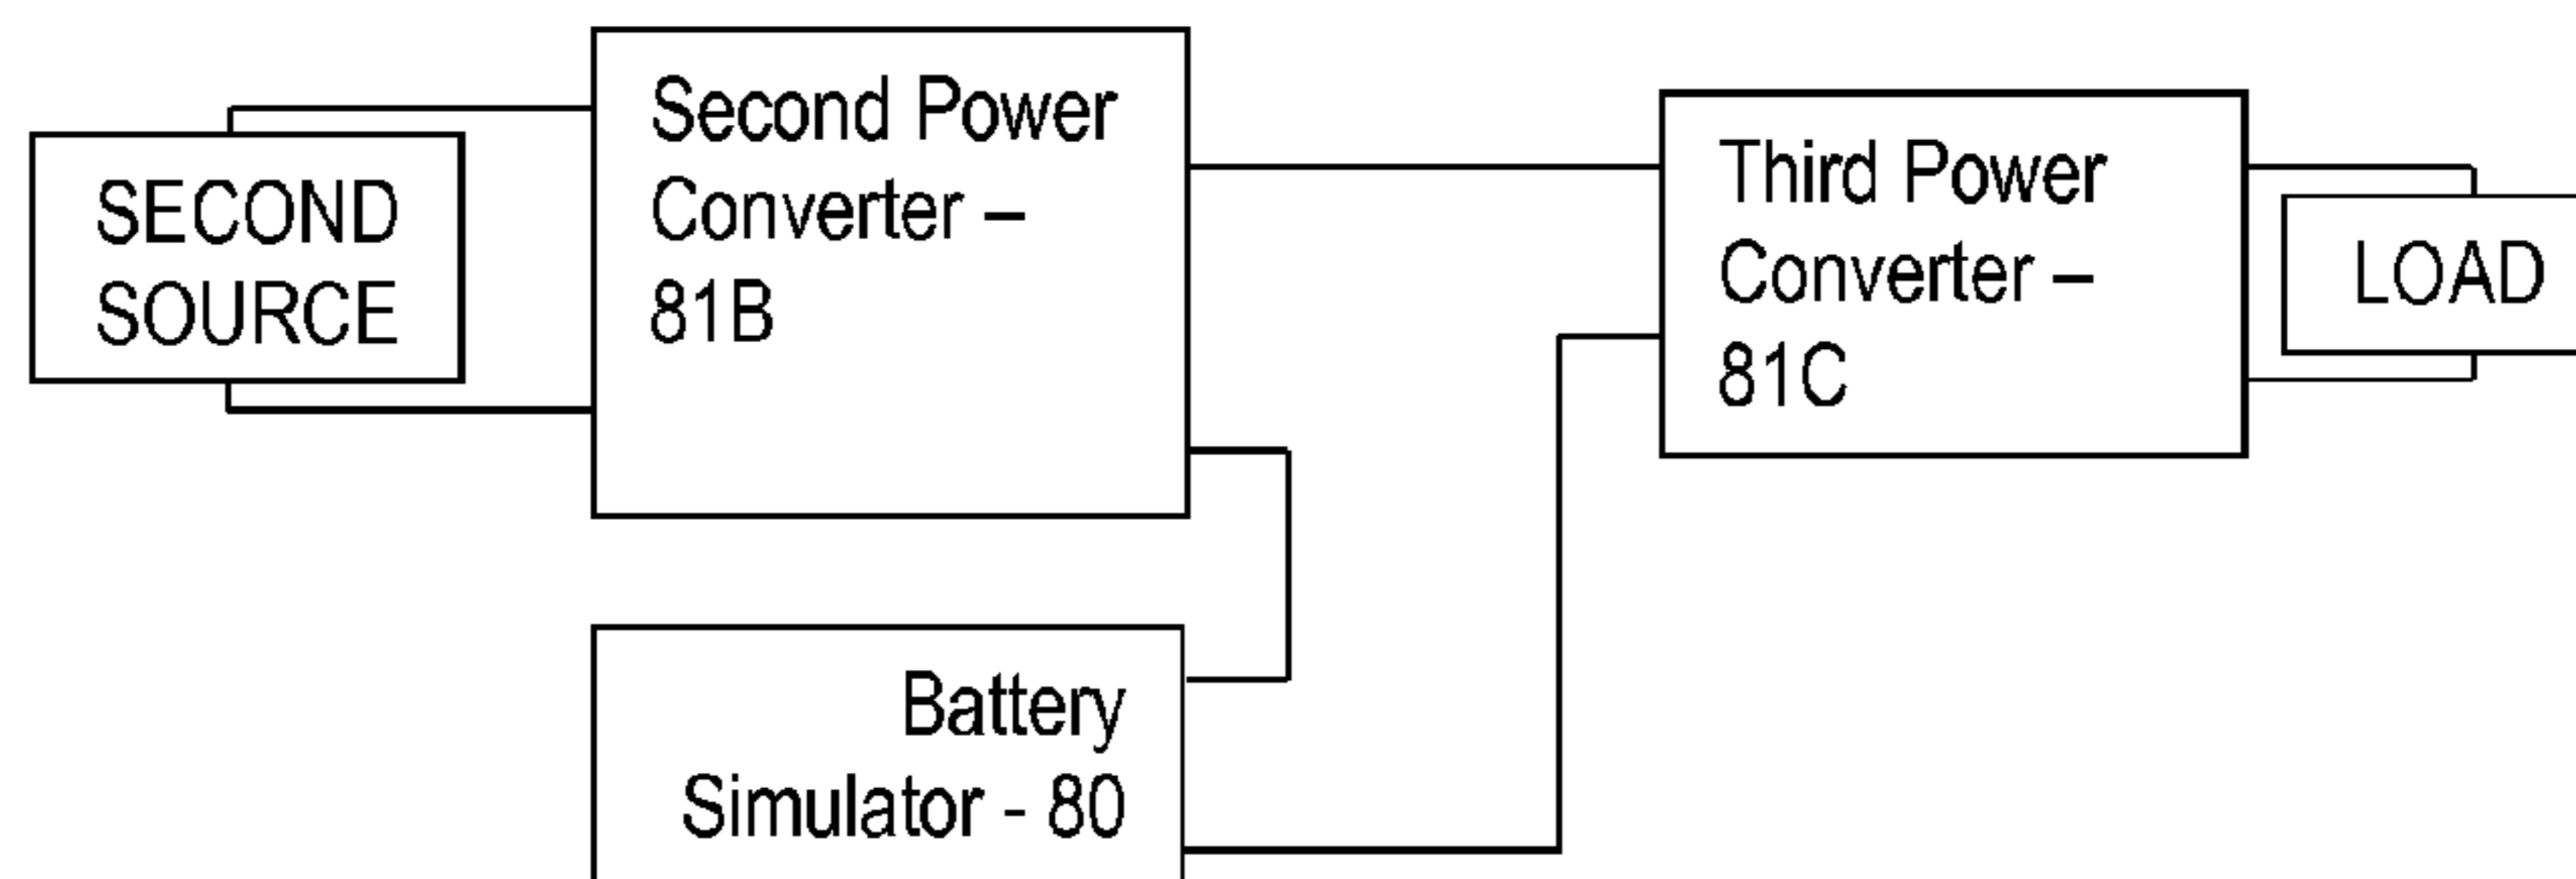 SECOND
SOURCE
Second Power
Converter –
81B
Third Power
Converter –
81C
LOAD
Battery
Simulator - 80